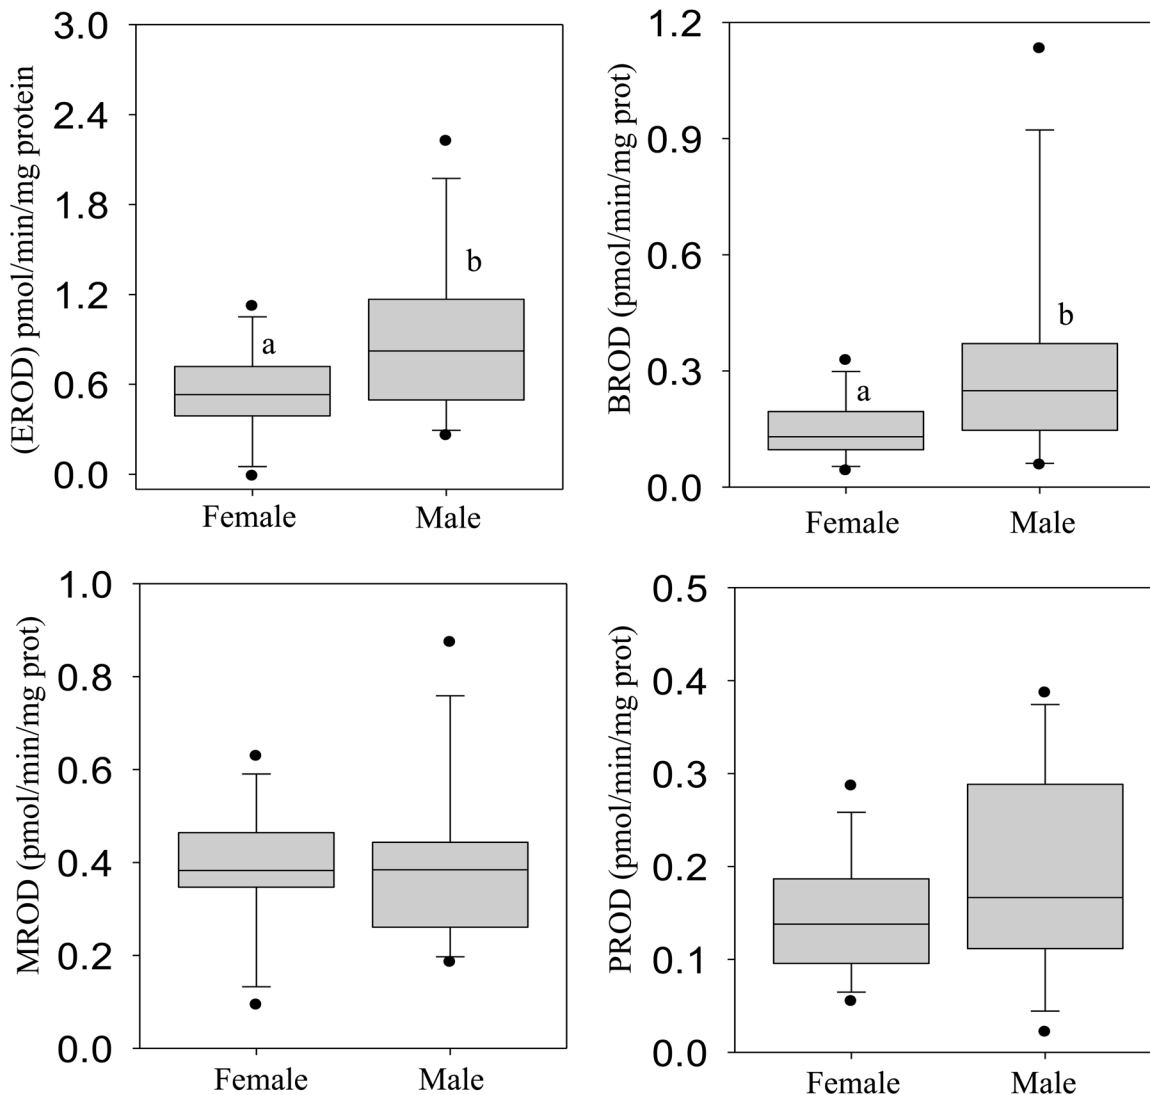 (EROD) pmol/min/mg protein
3.0
2.4
1.8
1.2
0.6
0.0
a
b
Female
Male
BROD (pmol/min/mg prot)
1.2
0.9
0.6
0.3
0.0
a
b
Female
Male
MROD (pmol/min/mg prot)
1.0
0.8
0.6
0.4
0.2
0.0
Female
Male
PROD (pmol/min/mg prot)
0.5
0.4
0.3
0.2
0.1
0.0
Female
Male